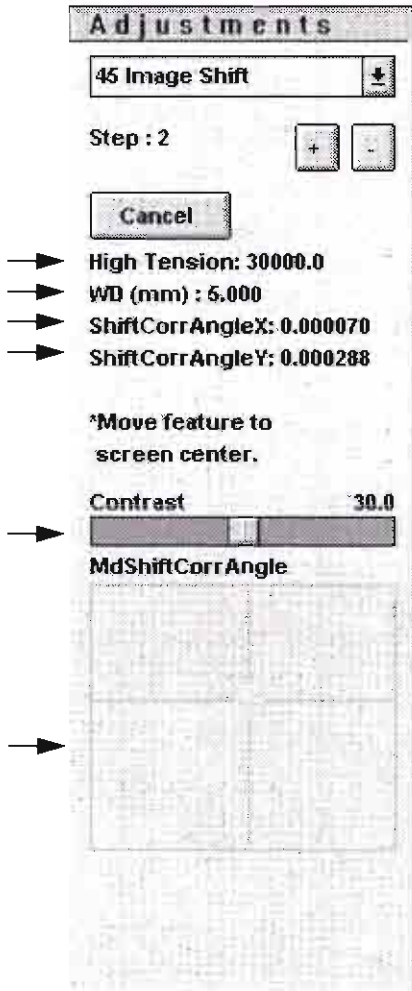 Adjustments
45 Image Shift
Step : 2
+ -
Cancel
High Tension: 30000.0
WD (mm) : 5.000
ShiftCorrAngleX: 0.000070
ShiftCorrAngleY: 0.000288
*Move feature to
screen center.
Contrast 30.0
MdShiftCorrAngle